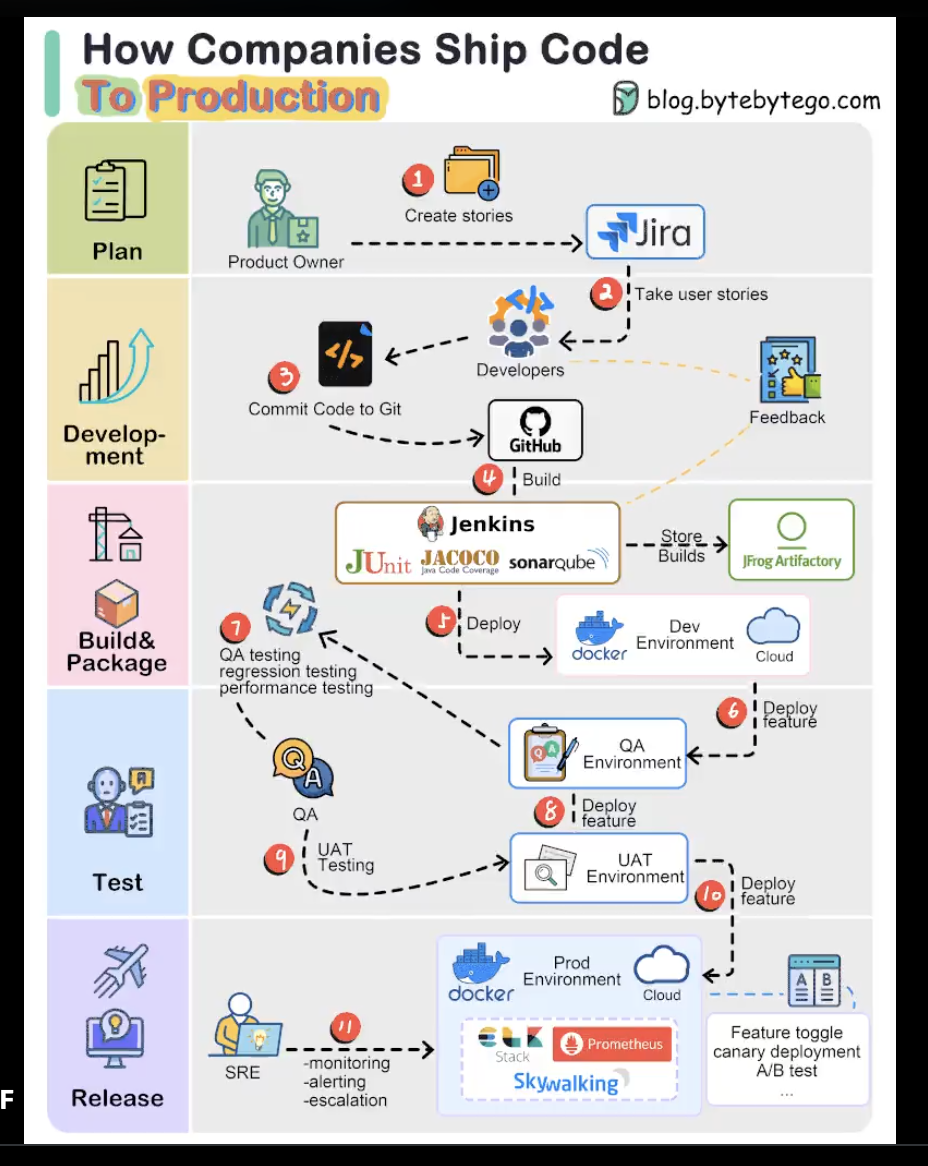 How Companies Ship Code
To Production
blog.bytebytego.com
Plan
Product Owner
1
Create stories
Jira
2
Take user stories
Develop-
ment
Developers
3
Commit Code to Git
GitHub
Feedback
4
Build
Build&
Package
Jenkins
JUnit
JACOCO
Java Code Coverage
sonarqube
Store
Builds
JFrog Artifactory
5
Deploy
docker
Dev
Environment
Cloud
7
QA testing
regression testing
performance testing
6
Deploy
feature
Test
Q A
QA
Environment
Q
A
QA
8
Deploy
feature
9
UAT
Testing
UAT
Environment
10
Deploy
feature
Release
SRE
11
-monitoring
-alerting
-escalation
docker
Prod
Environment
Cloud
ELK
Stack
Prometheus
Skywalking
A B
Feature toggle
canary deployment
A/B test
...
F